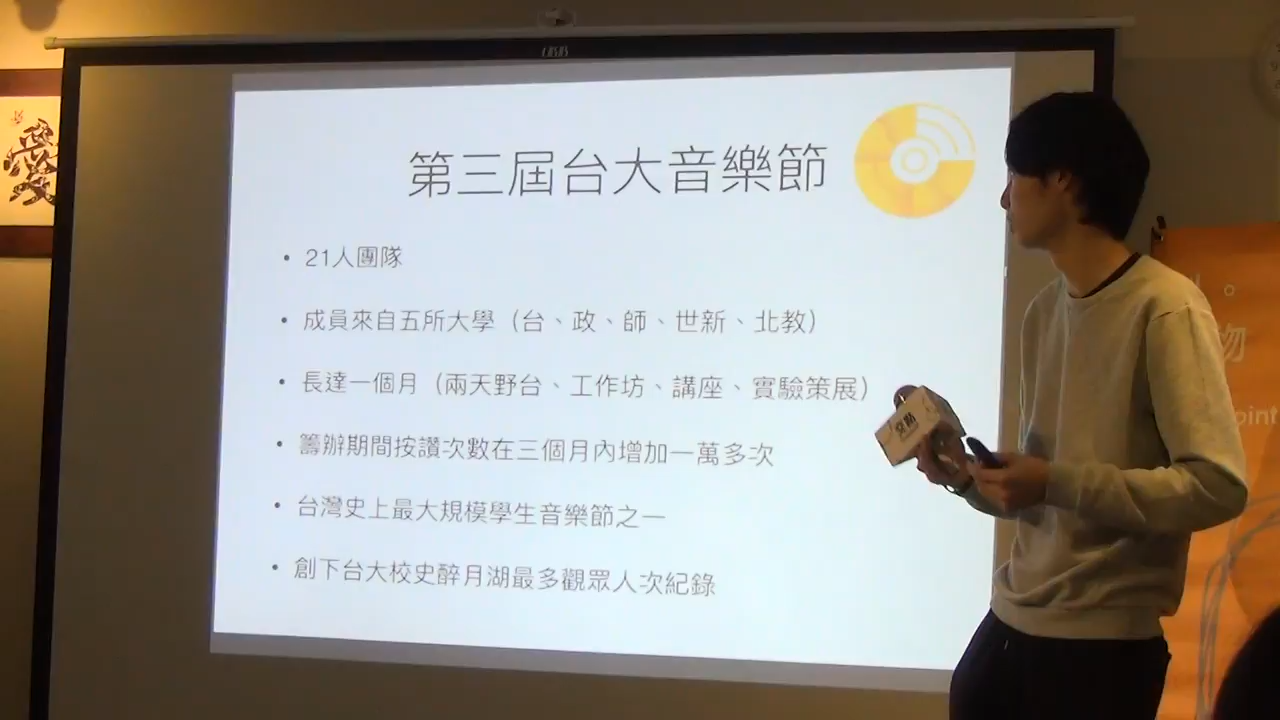 第三屆台大音樂節
• 21人團隊
• 成員來自五所大學（台、政、師、世新、北教）
• 長達一個月（兩天野台、工作坊、講座、實驗策展）
• 籌辦期間按讚次數在三個月內增加一萬多次
• 台灣史上最大規模學生音樂節之一
• 創下台大校史醉月湖最多觀眾人次紀錄
愛
交點
物
point